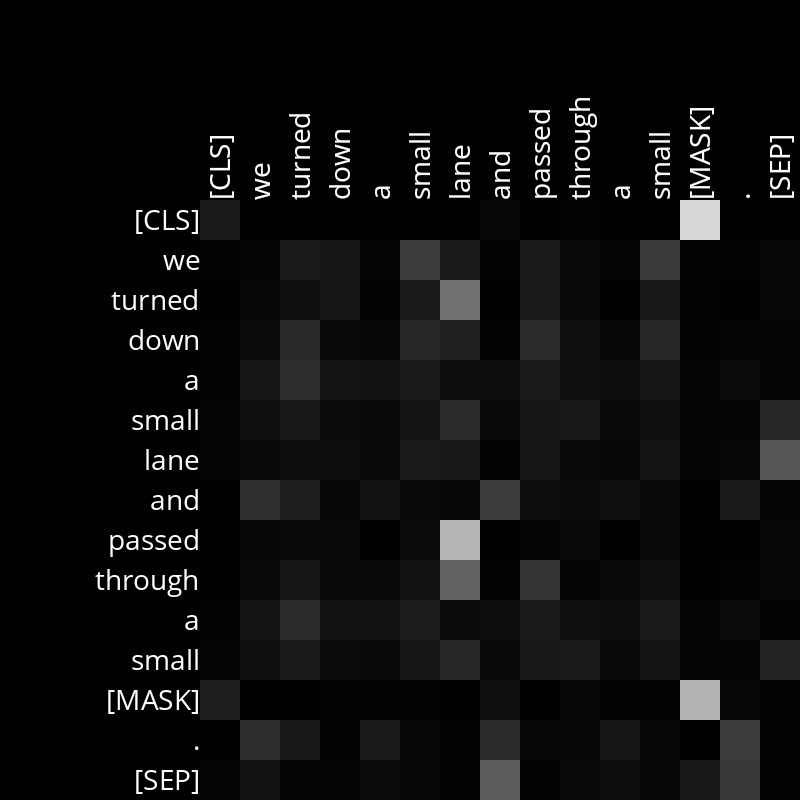 [CLS] we turned down a small lane and passed through a small [MASK] . [SEP]
[CLS]
we
turned
down
a
small
lane
and
passed
through
a
small
[MASK]
.
[SEP]